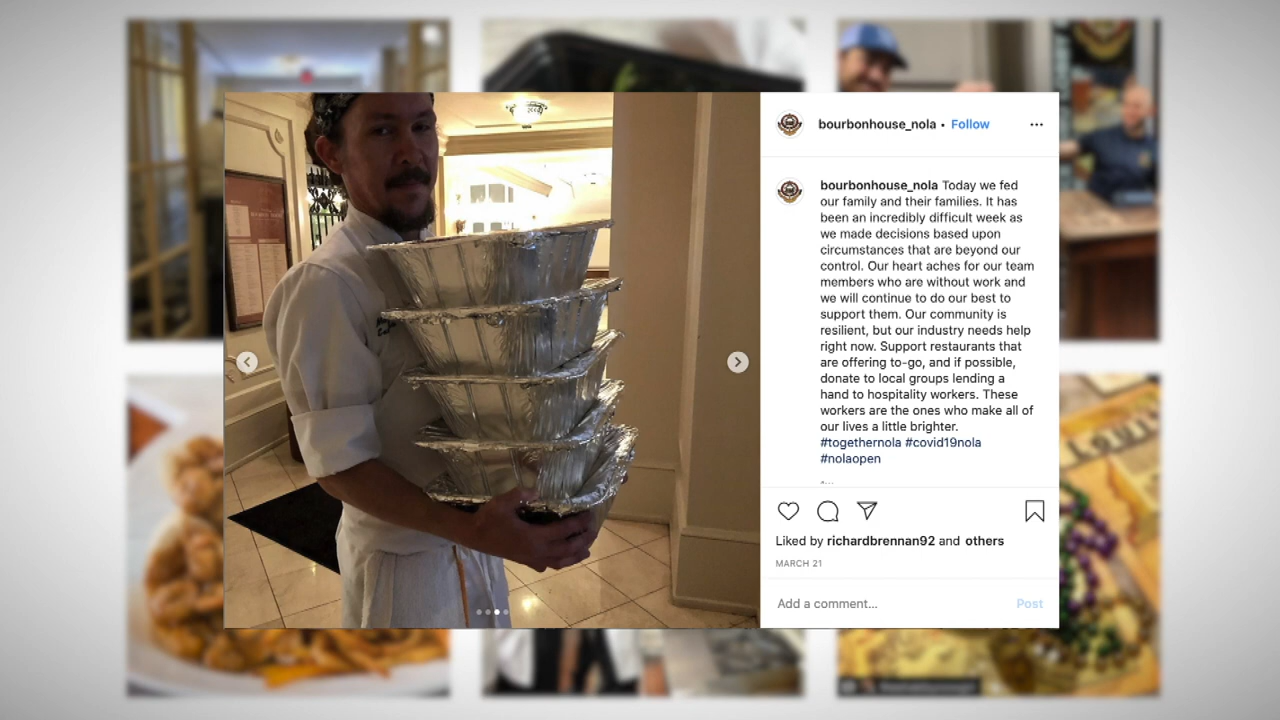 bourbonhouse_nola • Follow
bourbonhouse_nola Today we fed
our family and their families. It has
been an incredibly difficult week as
we made decisions based upon
circumstances that are beyond our
control. Our heart aches for our team
members who are without work and
we will continue to do our best to
support them. Our community is
resilient, but our industry needs help
right now. Support restaurants that
are offering to-go, and if possible,
donate to local groups lending a
hand to hospitality workers. These
workers are the ones who make all of
our lives a little brighter.
#togethernola #covid19nola
#nolaopen
Liked by richardbrennan92 and others
MARCH 21
Add a comment... Post